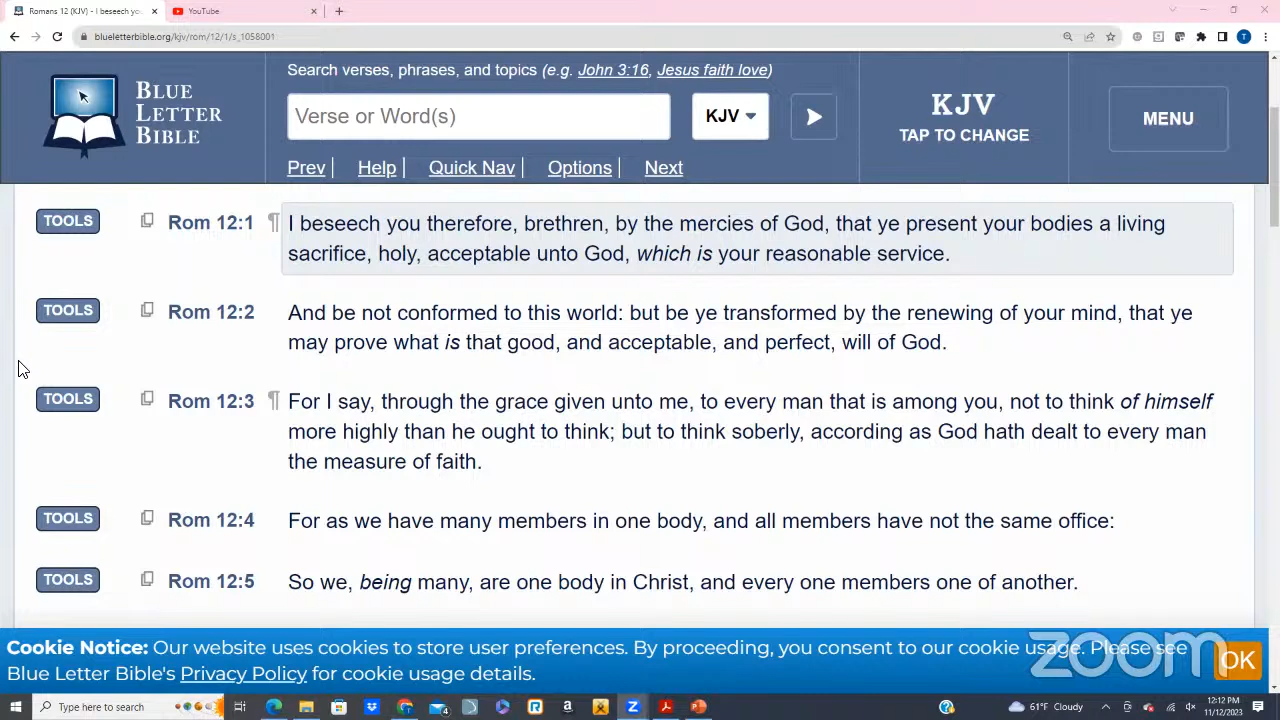 Romans 12 (KJV) - I beseech yo
YouTube
blueletterbible.org/kjv/rom/12/1/s_1058001
Search verses, phrases, and topics (e.g. John 3:16, Jesus faith love)
BLUE
LETTER
BIBLE
Verse or Word(s)
KJV
KJV
TAP TO CHANGE
MENU
Prev | Help | Quick Nav | Options | Next
TOOLS Rom 12:1 ¶ I beseech you therefore, brethren, by the mercies of God, that ye present your bodies a living
sacrifice, holy, acceptable unto God, which is your reasonable service.
TOOLS Rom 12:2 And be not conformed to this world: but be ye transformed by the renewing of your mind, that ye
may prove what is that good, and acceptable, and perfect, will of God.
TOOLS Rom 12:3 ¶ For I say, through the grace given unto me, to every man that is among you, not to think of himself
more highly than he ought to think; but to think soberly, according as God hath dealt to every man
the measure of faith.
TOOLS Rom 12:4 For as we have many members in one body, and all members have not the same office:
TOOLS Rom 12:5 So we, being many, are one body in Christ, and every one members one of another.
Cookie Notice: Our website uses cookies to store user preferences. By proceeding, you consent to our cookie usage. Please see
Blue Letter Bible's Privacy Policy for cookie usage details.
OK
zoom
Type here to search
61°F Cloudy
12:12 PM
11/12/2023